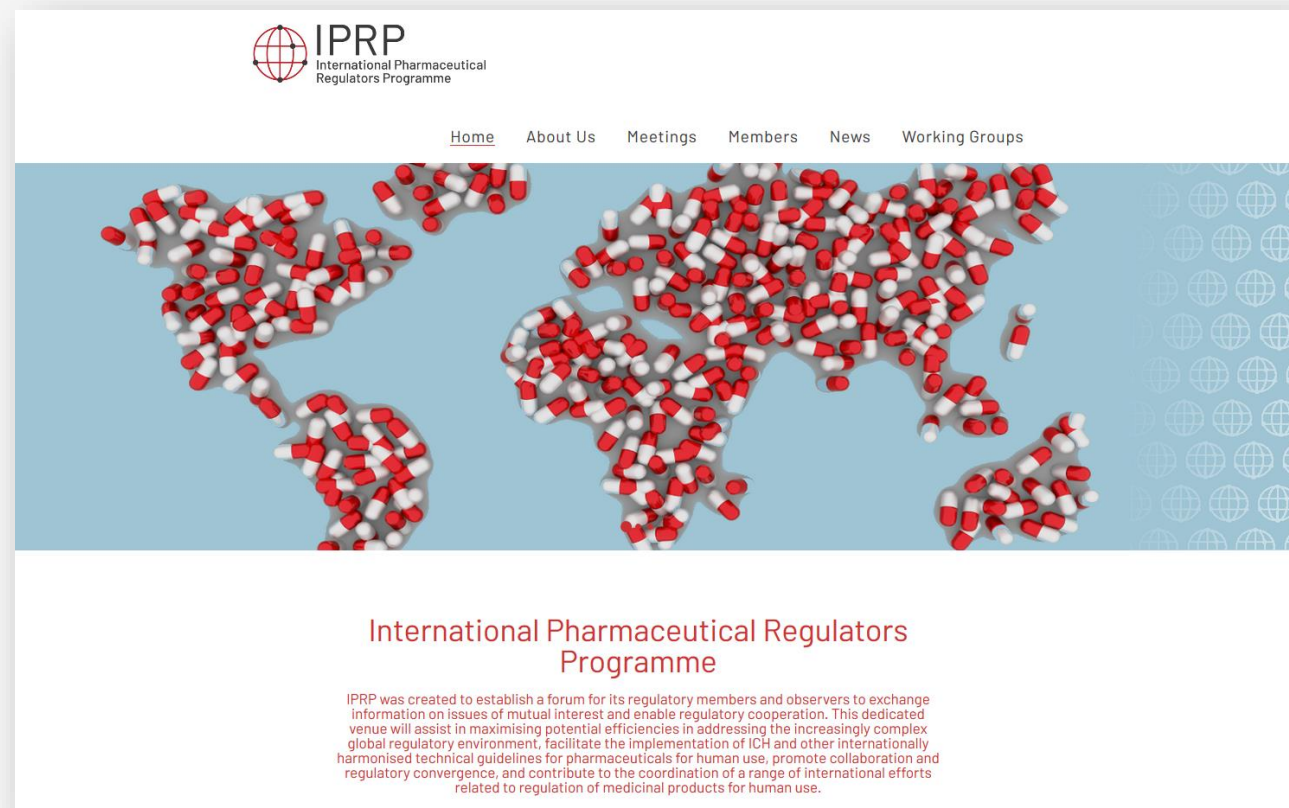 IPRP
International Pharmaceutical
Regulators Programme
Home About Us Meetings Members News Working Groups
International Pharmaceutical Regulators
Programme
IPRP was created to establish a forum for its regulatory members and observers to exchange
information on issues of mutual interest and enable regulatory cooperation. This dedicated
venue will assist in maximising potential efficiencies in addressing the increasingly complex
global regulatory environment, facilitate the implementation of ICH and other internationally
harmonised technical guidelines for pharmaceuticals for human use, promote collaboration and
regulatory convergence, and contribute to the coordination of a range of international efforts
related to regulation of medicinal products for human use.